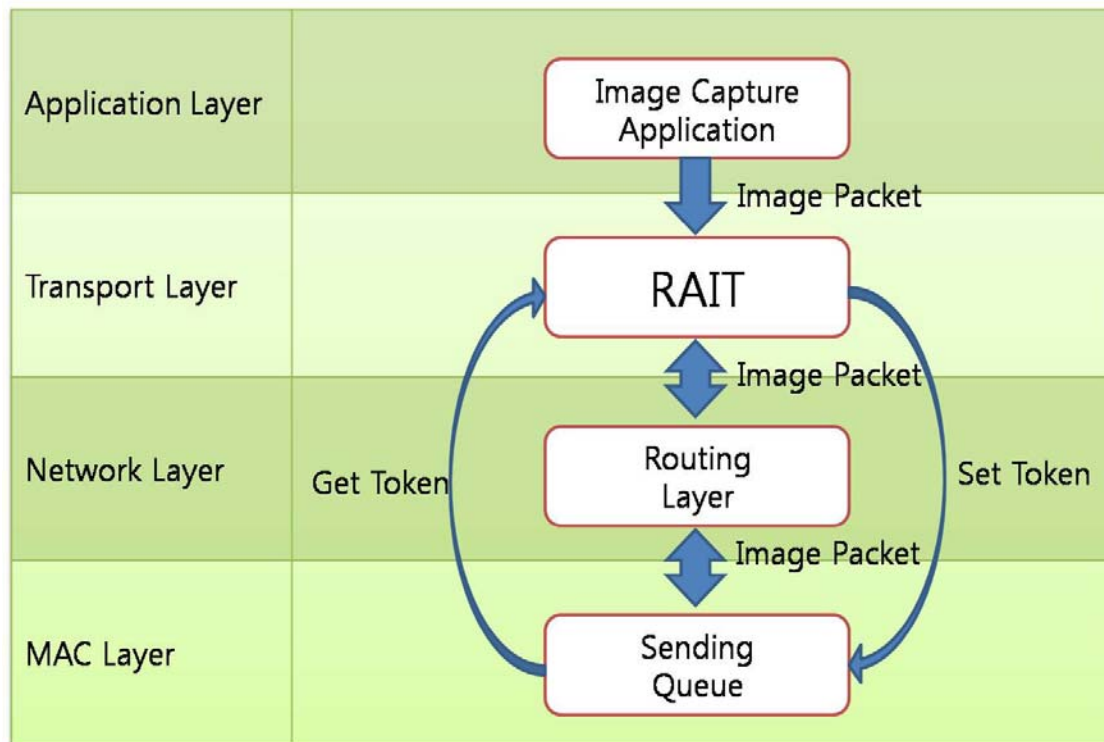 Application Layer
Image Capture
Application
Image Packet
Transport Layer
RAIT
Image Packet
Network Layer
Get Token
Routing
Layer
Set Token
Image Packet
MAC Layer
Sending
Queue